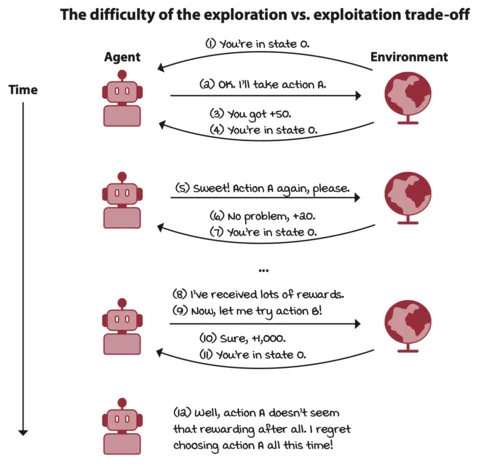 The difficulty of the exploration vs. exploitation trade-off
(1) You're in state 0.
Agent
Environment
Time
(2) OK. I'll take action A.
(3) You got +50.
(4) You're in state 0.
(5) Sweet! Action A again, please.
(6) No problem, +20.
(7) You're in state 0.
...
(8) I've received lots of rewards.
(9) Now, let me try action B!
(10) Sure, +1,000.
(11) You're in state 0.
(12) Well, action A doesn't seem
that rewarding after all. I regret
choosing action A all this time!